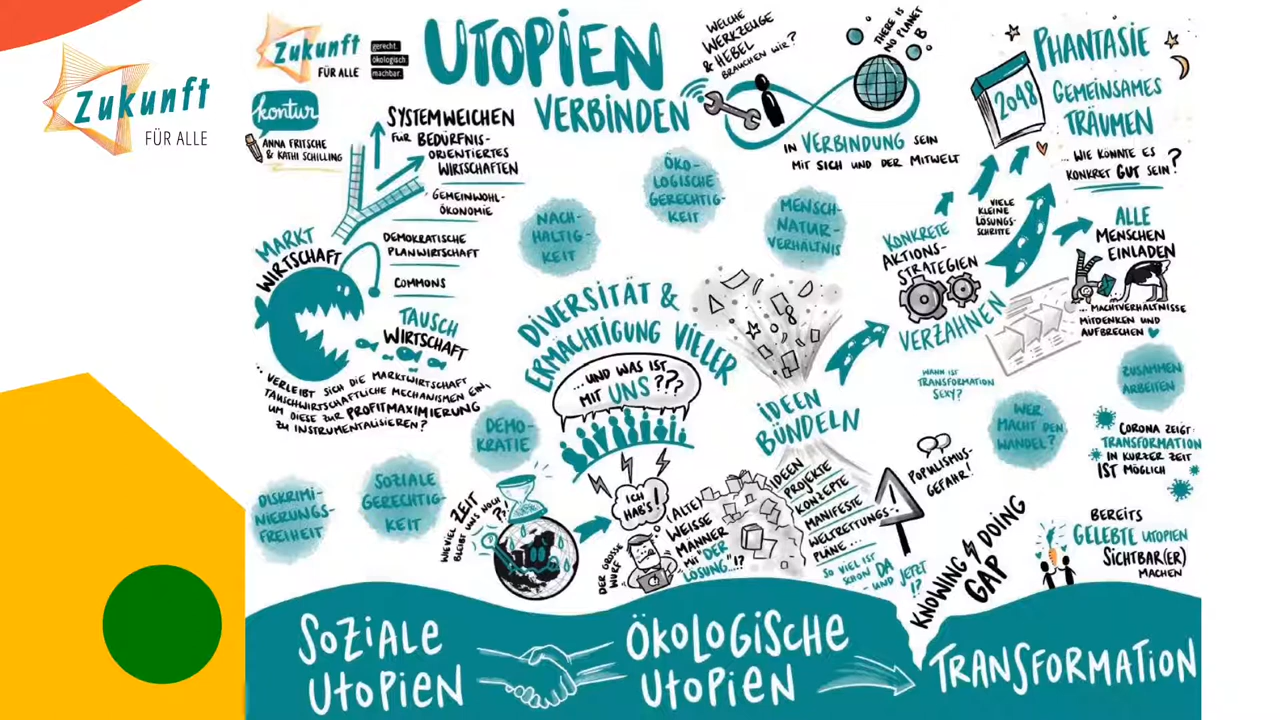 Zukunft
FÜR ALLE
Zukunft
FÜR ALLE
gerecht.
ökologisch
machbar.
UTOPIEN
VERBINDEN
kontur
ANNA FRITSCHE
& KATHI SCHILLING
SYSTEMWEICHEN
FÜR BEDÜRFNIS-
ORIENTIERTES
WIRTSCHAFTEN
GEMEINWOHL-
ÖKONOMIE
DEMOKRATISCHE
PLANWIRTSCHAFT
COMMONS
MARKT
WIRTSCHAFT
TAUSCH
WIRTSCHAFT
.. VERLEIBT SICH DIE MARKTWIRTSCHAFT
TAUSCHWIRTSCHAFTLICHE MECHANISMEN EIN,
UM DIESE ZUR PROFITMAXIMIERUNG
ZU INSTRUMENTALISIEREN?
WELCHE
WERKZEUGE
& HEBEL
BRAUCHEN WIR?
THERE IS
NO PLANET
B
IN VERBINDUNG SEIN
MIT SICH UND DER MITWELT
2048
PHANTASIE
GEMEINSAMES
TRÄUMEN
... WIE KÖNNTE ES
KONKRET GUT SEIN?
ÖKO-
LOGISCHE
GERECHTIG-
KEIT
NACH-
HALTIG-
KEIT
MENSCH-
NATUR-
VERHÄLTNIS
VIELE
KLEINE
LÖSUNGS-
SCHRITTE
KONKRETE
AKTIONS-
STRATEGIEN
VERZAHNEN
ALLE
MENSCHEN
EINLADEN
... MACHTVERHÄLTNISSE
MITDENKEN UND
AUFBRECHEN
DIVERSITÄT &
ERMÄCHTIGUNG VIELER
...UND WAS IST
MIT UNS???
IDEEN
BÜNDELN
WANN IST
TRANSFORMATION
SEXY?
ZUSAMMEN
ARBEITEN
WER
MACHT DEN
WANDEL?
CORONA ZEIGT:
TRANSFORMATION
IN KURZER ZEIT
IST MÖGLICH
DEMO-
KRATIE
SOZIALE
GERECHTIG-
KEIT
DISKRIMI-
NIERUNGS-
FREIHEIT
WIEVIEL ZEIT
BLEIBT UNS NOCH
?!
ICH
HAB'S!
DER GROSSE
WURF
(ALTE)
WEISSE
MÄNNER
MIT "DER
LÖSUNG"!?
IDEEN
PROJEKTE
KONZEPTE
MANIFESTE
WELTRETTUNGS-
PLÄNE...
SO VIEL IST
SCHON DA
- UND JETZT
!?
POPULISMUS-
GEFAHR!
KNOWING DOING
GAP
BEREITS
GELEBTE UTOPIEN
SICHTBAR(ER)
MACHEN
SOZIALE
UTOPIEN
ÖKOLOGISCHE
UTOPIEN
TRANSFORMATION